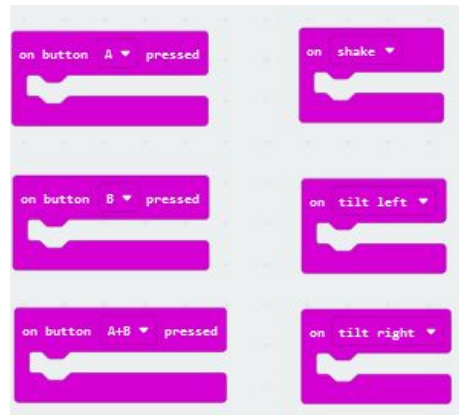 on button A pressed
on shake
on button B pressed
on tilt left
on button A+B pressed
on tilt right